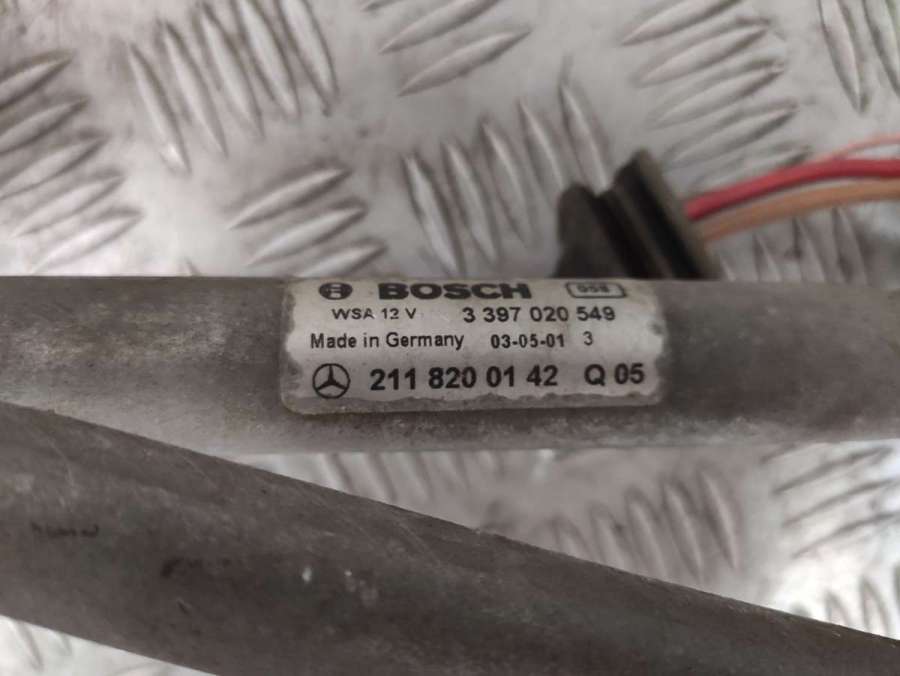 BOSCH 058
WSA 12 V 3 397 020 549
Made in Germany 03-05-01 3
211 820 01 42 Q 05